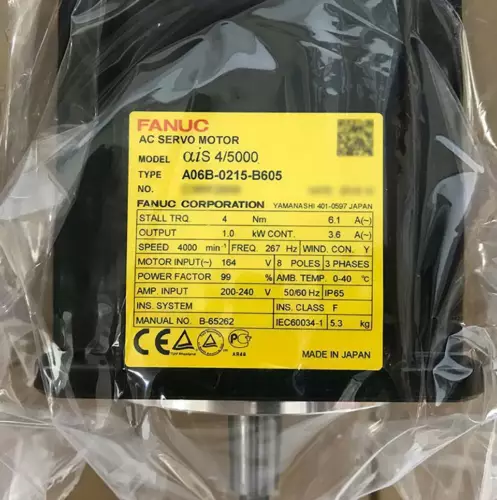 FANUC
AC SERVO MOTOR
MODEL αiS 4/5000
TYPE A06B-0215-B605
NO.
FANUC CORPORATION YAMANASHI 401-0597 JAPAN
STALL TRQ. 4 Nm 6.1 A(~)
OUTPUT 1.0 kW CONT. 3.6 A(~)
SPEED 4000 min⁻¹ FREQ. 267 Hz WIND. CON. Y
MOTOR INPUT(~) 164 V 8 POLES 3 PHASES
POWER FACTOR 99 % AMB. TEMP. 0-40 ℃
AMP. INPUT 200-240 V 50/60 Hz IP65
INS. SYSTEM INS. CLASS F
MANUAL NO. B-65262 IEC60034-1 5.3 kg
CE
MADE IN JAPAN